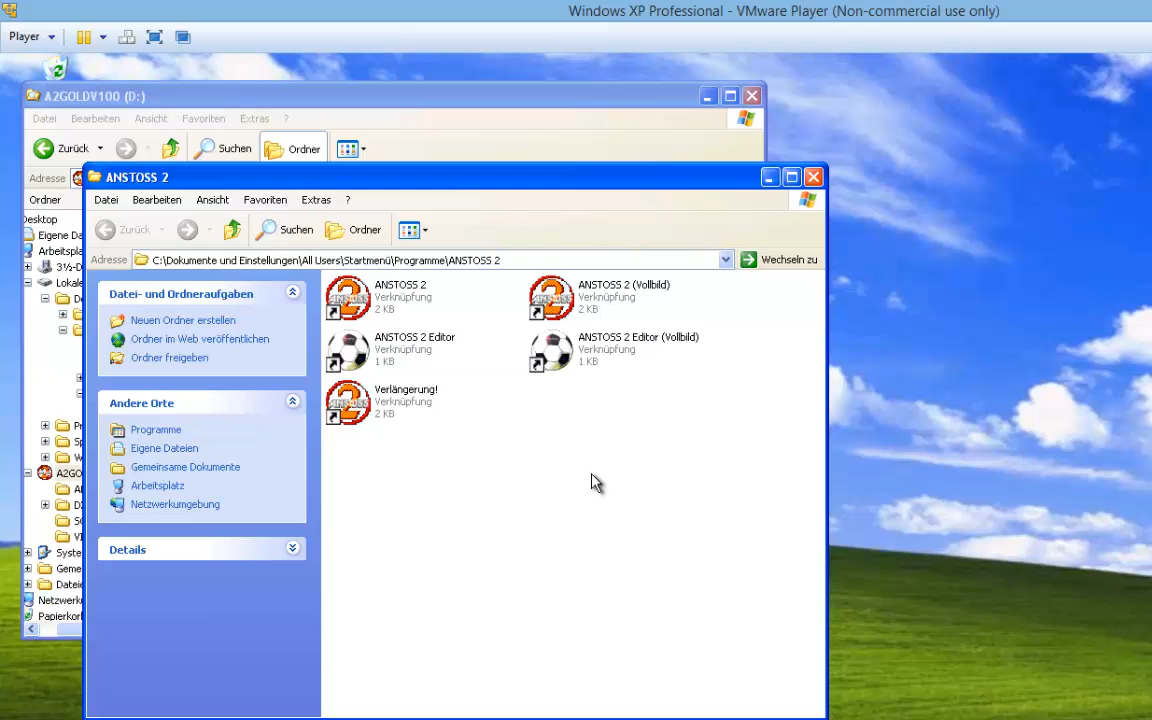 Windows XP Professional - VMware Player (Non-commercial use only)
Player
A2GOLDV100 (D:)
Datei Bearbeiten Ansicht Favoriten Extras ?
Zurück Suchen Ordner
Adresse
Ordner
ANSTOSS 2
Datei Bearbeiten Ansicht Favoriten Extras ?
Zurück Suchen Ordner
Adresse C:\Dokumente und Einstellungen\All Users\Startmenü\Programme\ANSTOSS 2 Wechseln zu
Desktop
Eigene Da
Arbeitspla
3½-D
Lokale
De
Pr
Sp
W
A2GO
Syste
Geme
Dateie
Netzwerk
Papierkorl
Datei- und Ordneraufgaben
Neuen Ordner erstellen
Ordner im Web veröffentlichen
Ordner freigeben
Andere Orte
Programme
Eigene Dateien
Gemeinsame Dokumente
Arbeitsplatz
Netzwerkumgebung
Details
ANSTOSS 2
Verknüpfung
2 KB
ANSTOSS 2 (Vollbild)
Verknüpfung
2 KB
ANSTOSS 2 Editor
Verknüpfung
1 KB
ANSTOSS 2 Editor (Vollbild)
Verknüpfung
1 KB
Verlängerung!
Verknüpfung
2 KB